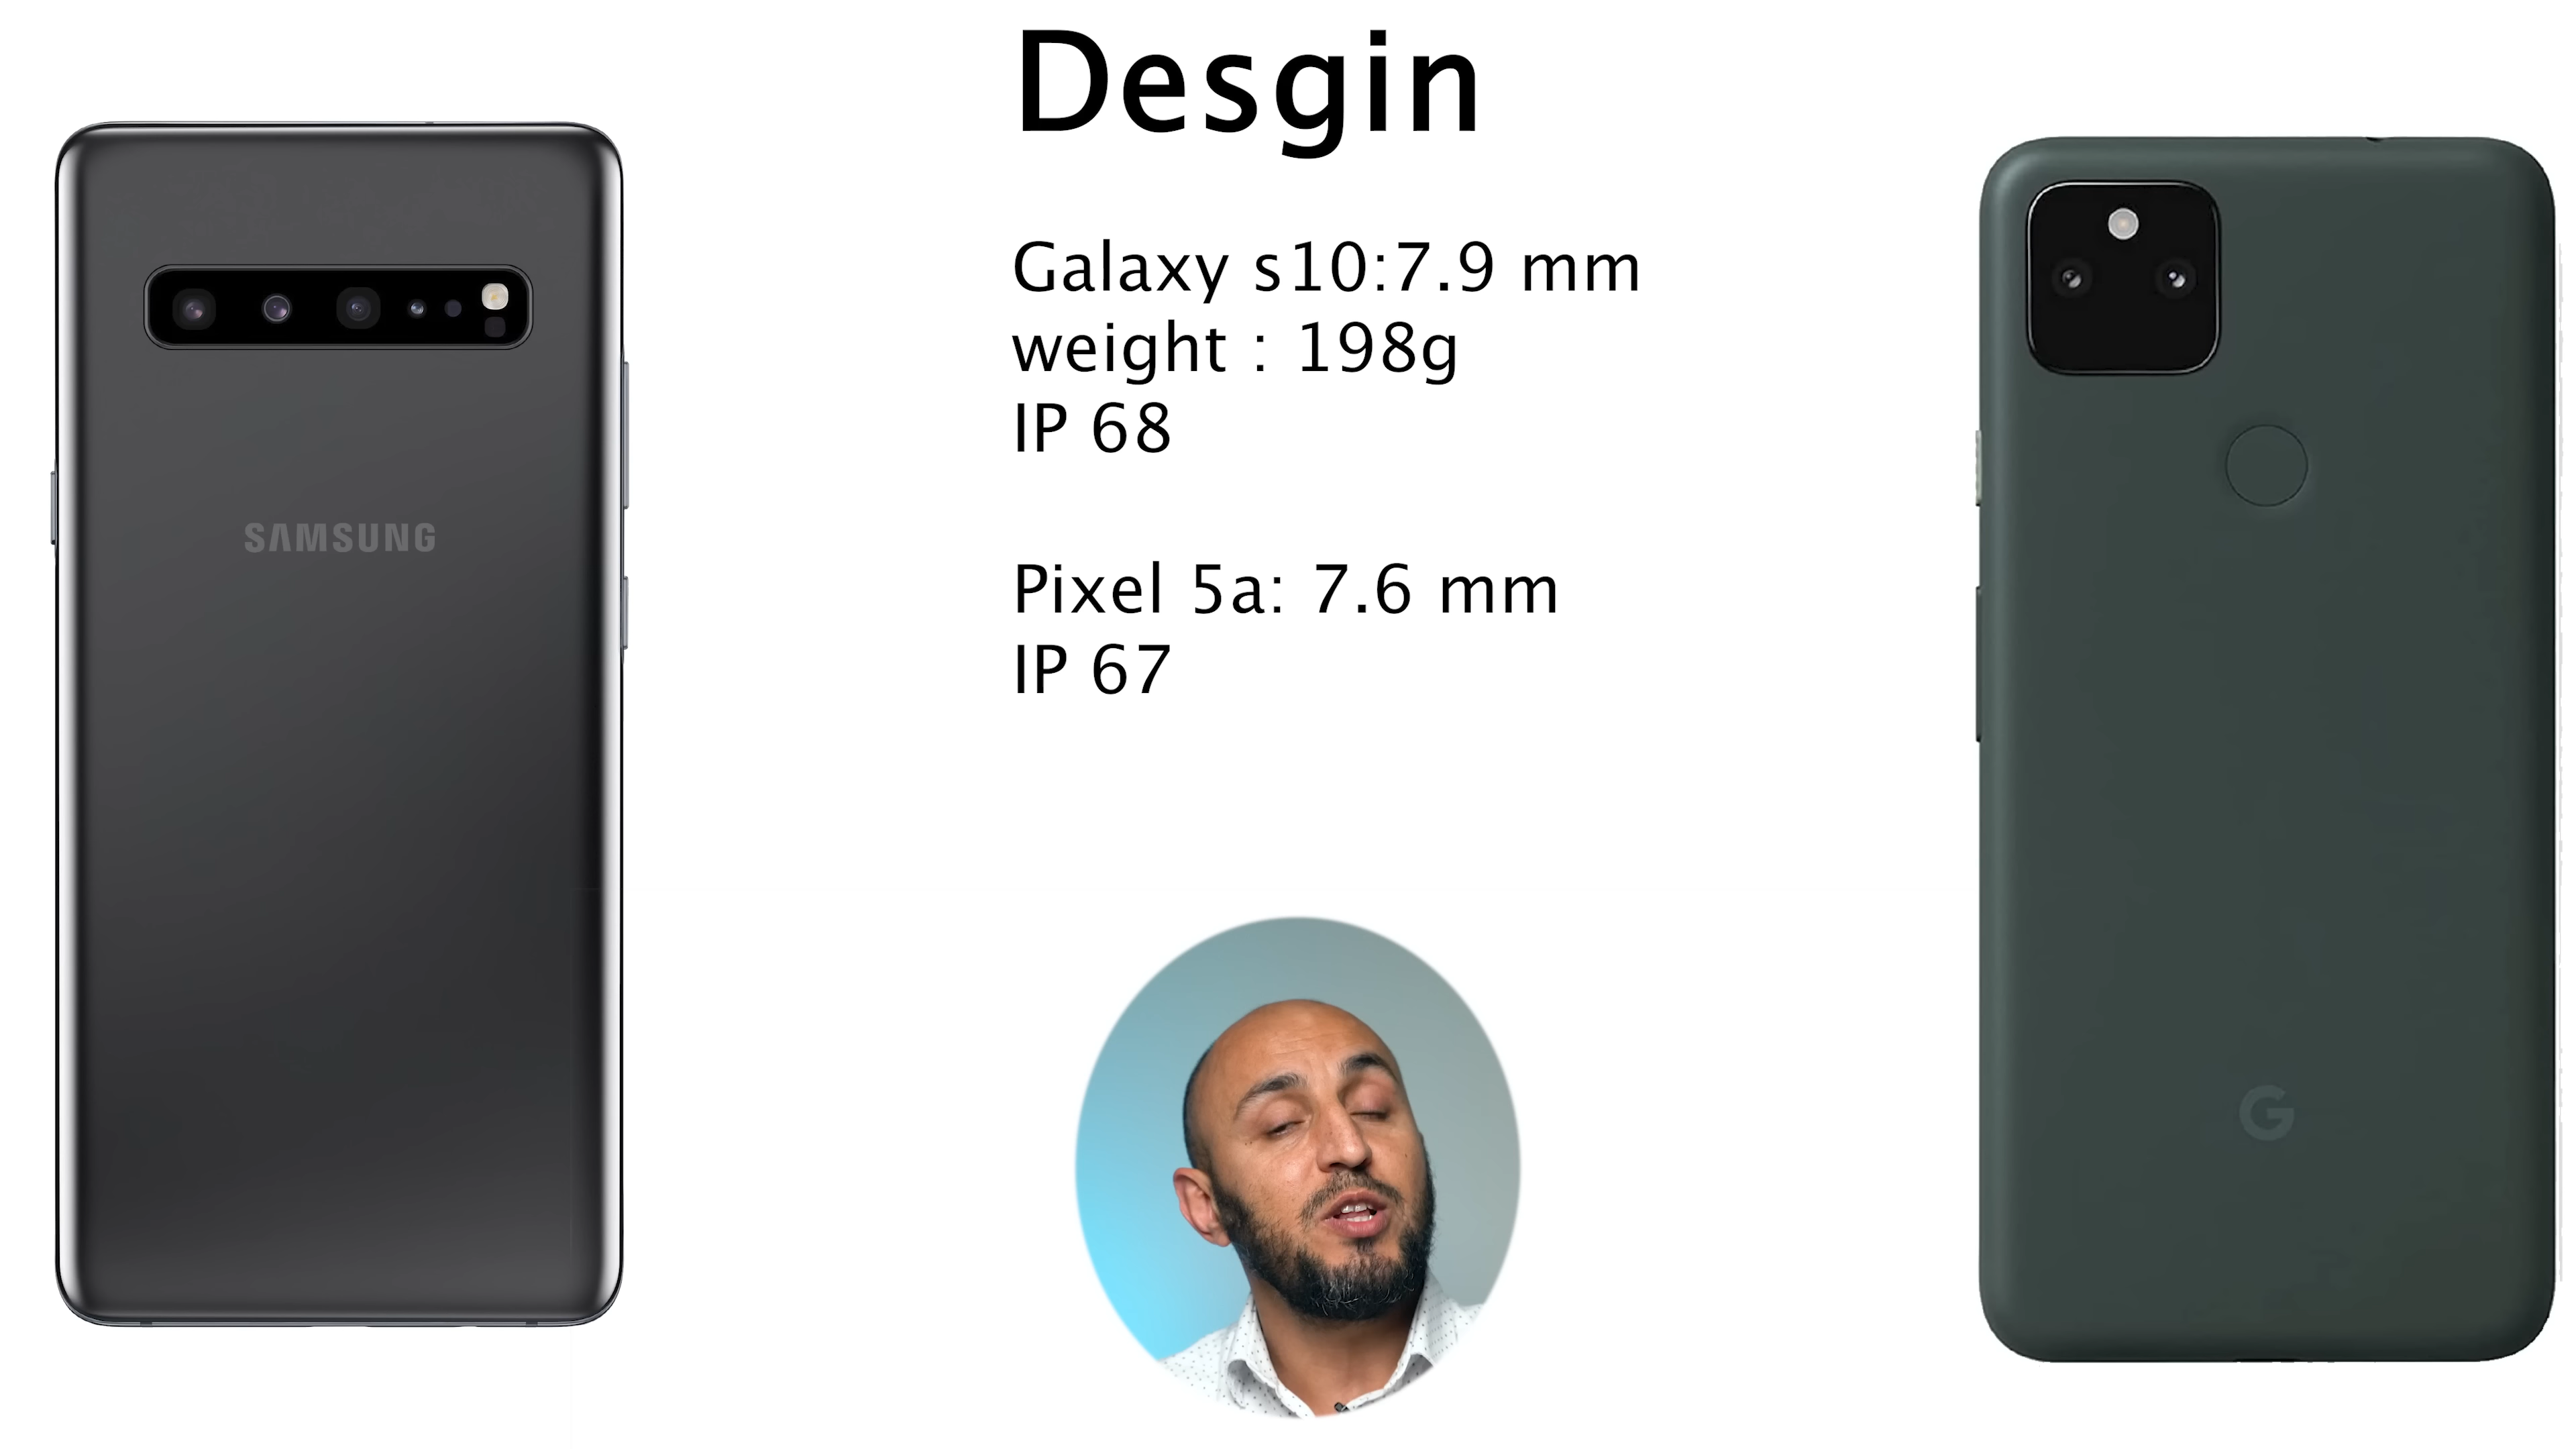 Desgin
Galaxy s10:7.9 mm
weight : 198g
IP 68
Pixel 5a: 7.6 mm
IP 67
SAMSUNG
G